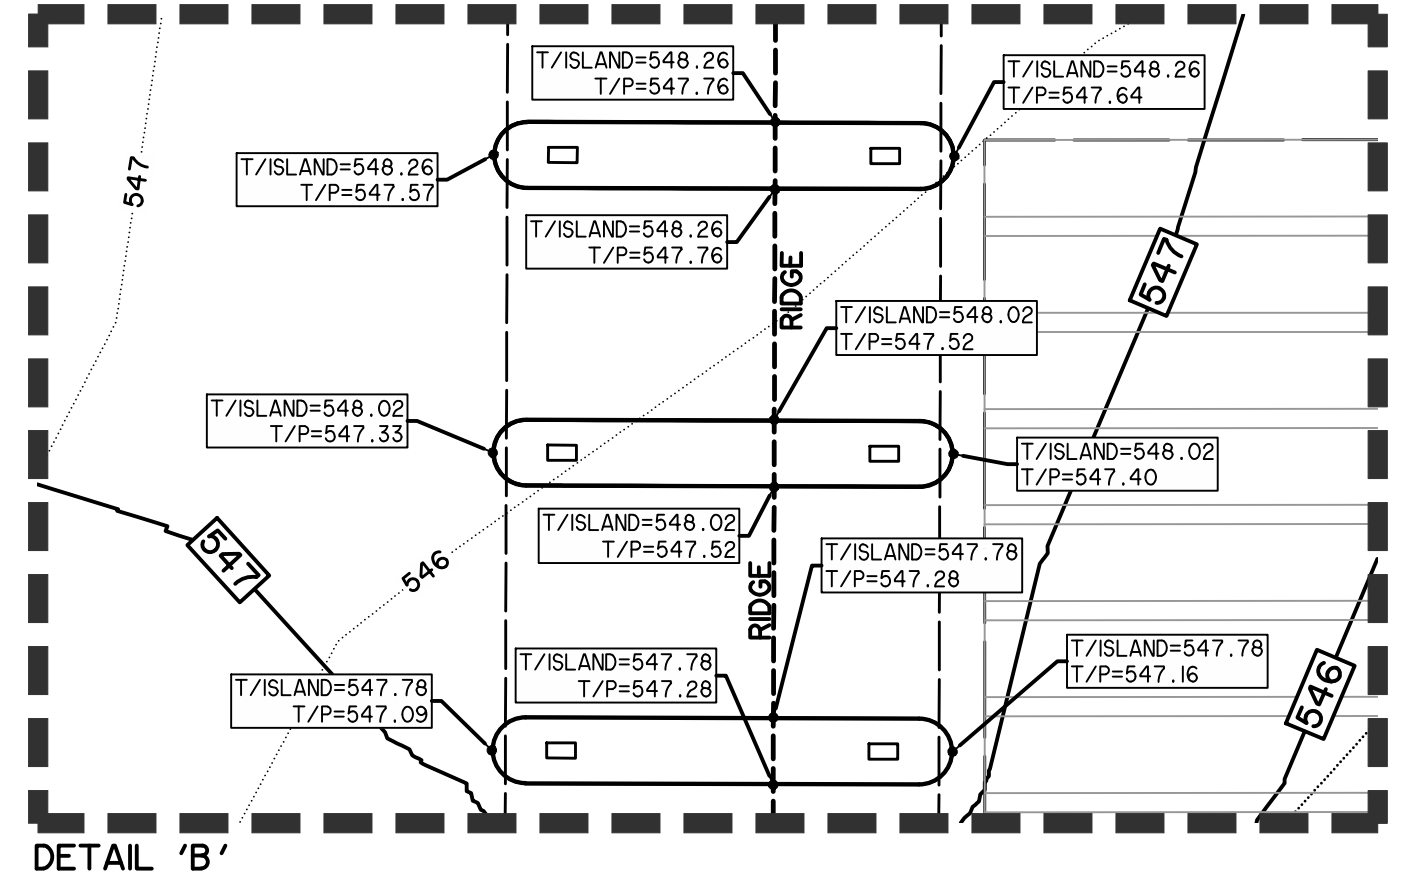 T/ISLAND=548.26
T/P=547.76
T/ISLAND=548.26
T/P=547.64
547
T/ISLAND=548.26
T/P=547.57
T/ISLAND=548.26
T/P=547.76
RIDGE
547
T/ISLAND=548.02
T/P=547.52
T/ISLAND=548.02
T/P=547.33
T/ISLAND=548.02
T/P=547.40
T/ISLAND=548.02
T/P=547.52
547
546
RIDGE
T/ISLAND=547.78
T/P=547.28
T/ISLAND=547.78
T/P=547.28
T/ISLAND=547.78
T/P=547.16
T/ISLAND=547.78
T/P=547.09
546
DETAIL 'B'